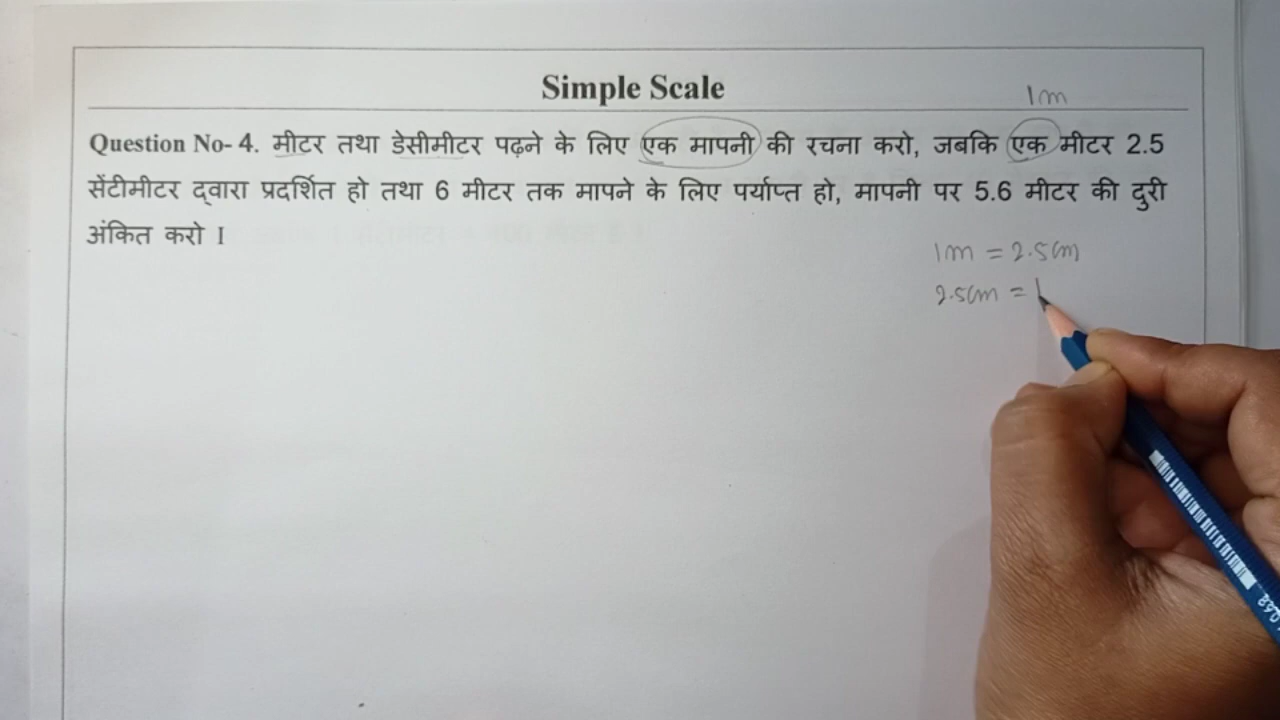 Simple Scale
1m
Question No- 4. मीटर तथा डेसीमीटर पढ़ने के लिए एक मापनी की रचना करो, जबकि एक मीटर 2.5
सेंटीमीटर द्वारा प्रदर्शित हो तथा 6 मीटर तक मापने के लिए पर्याप्त हो, मापनी पर 5.6 मीटर की दुरी
अंकित करो I
1m = 2.5cm
2.5cm = 1